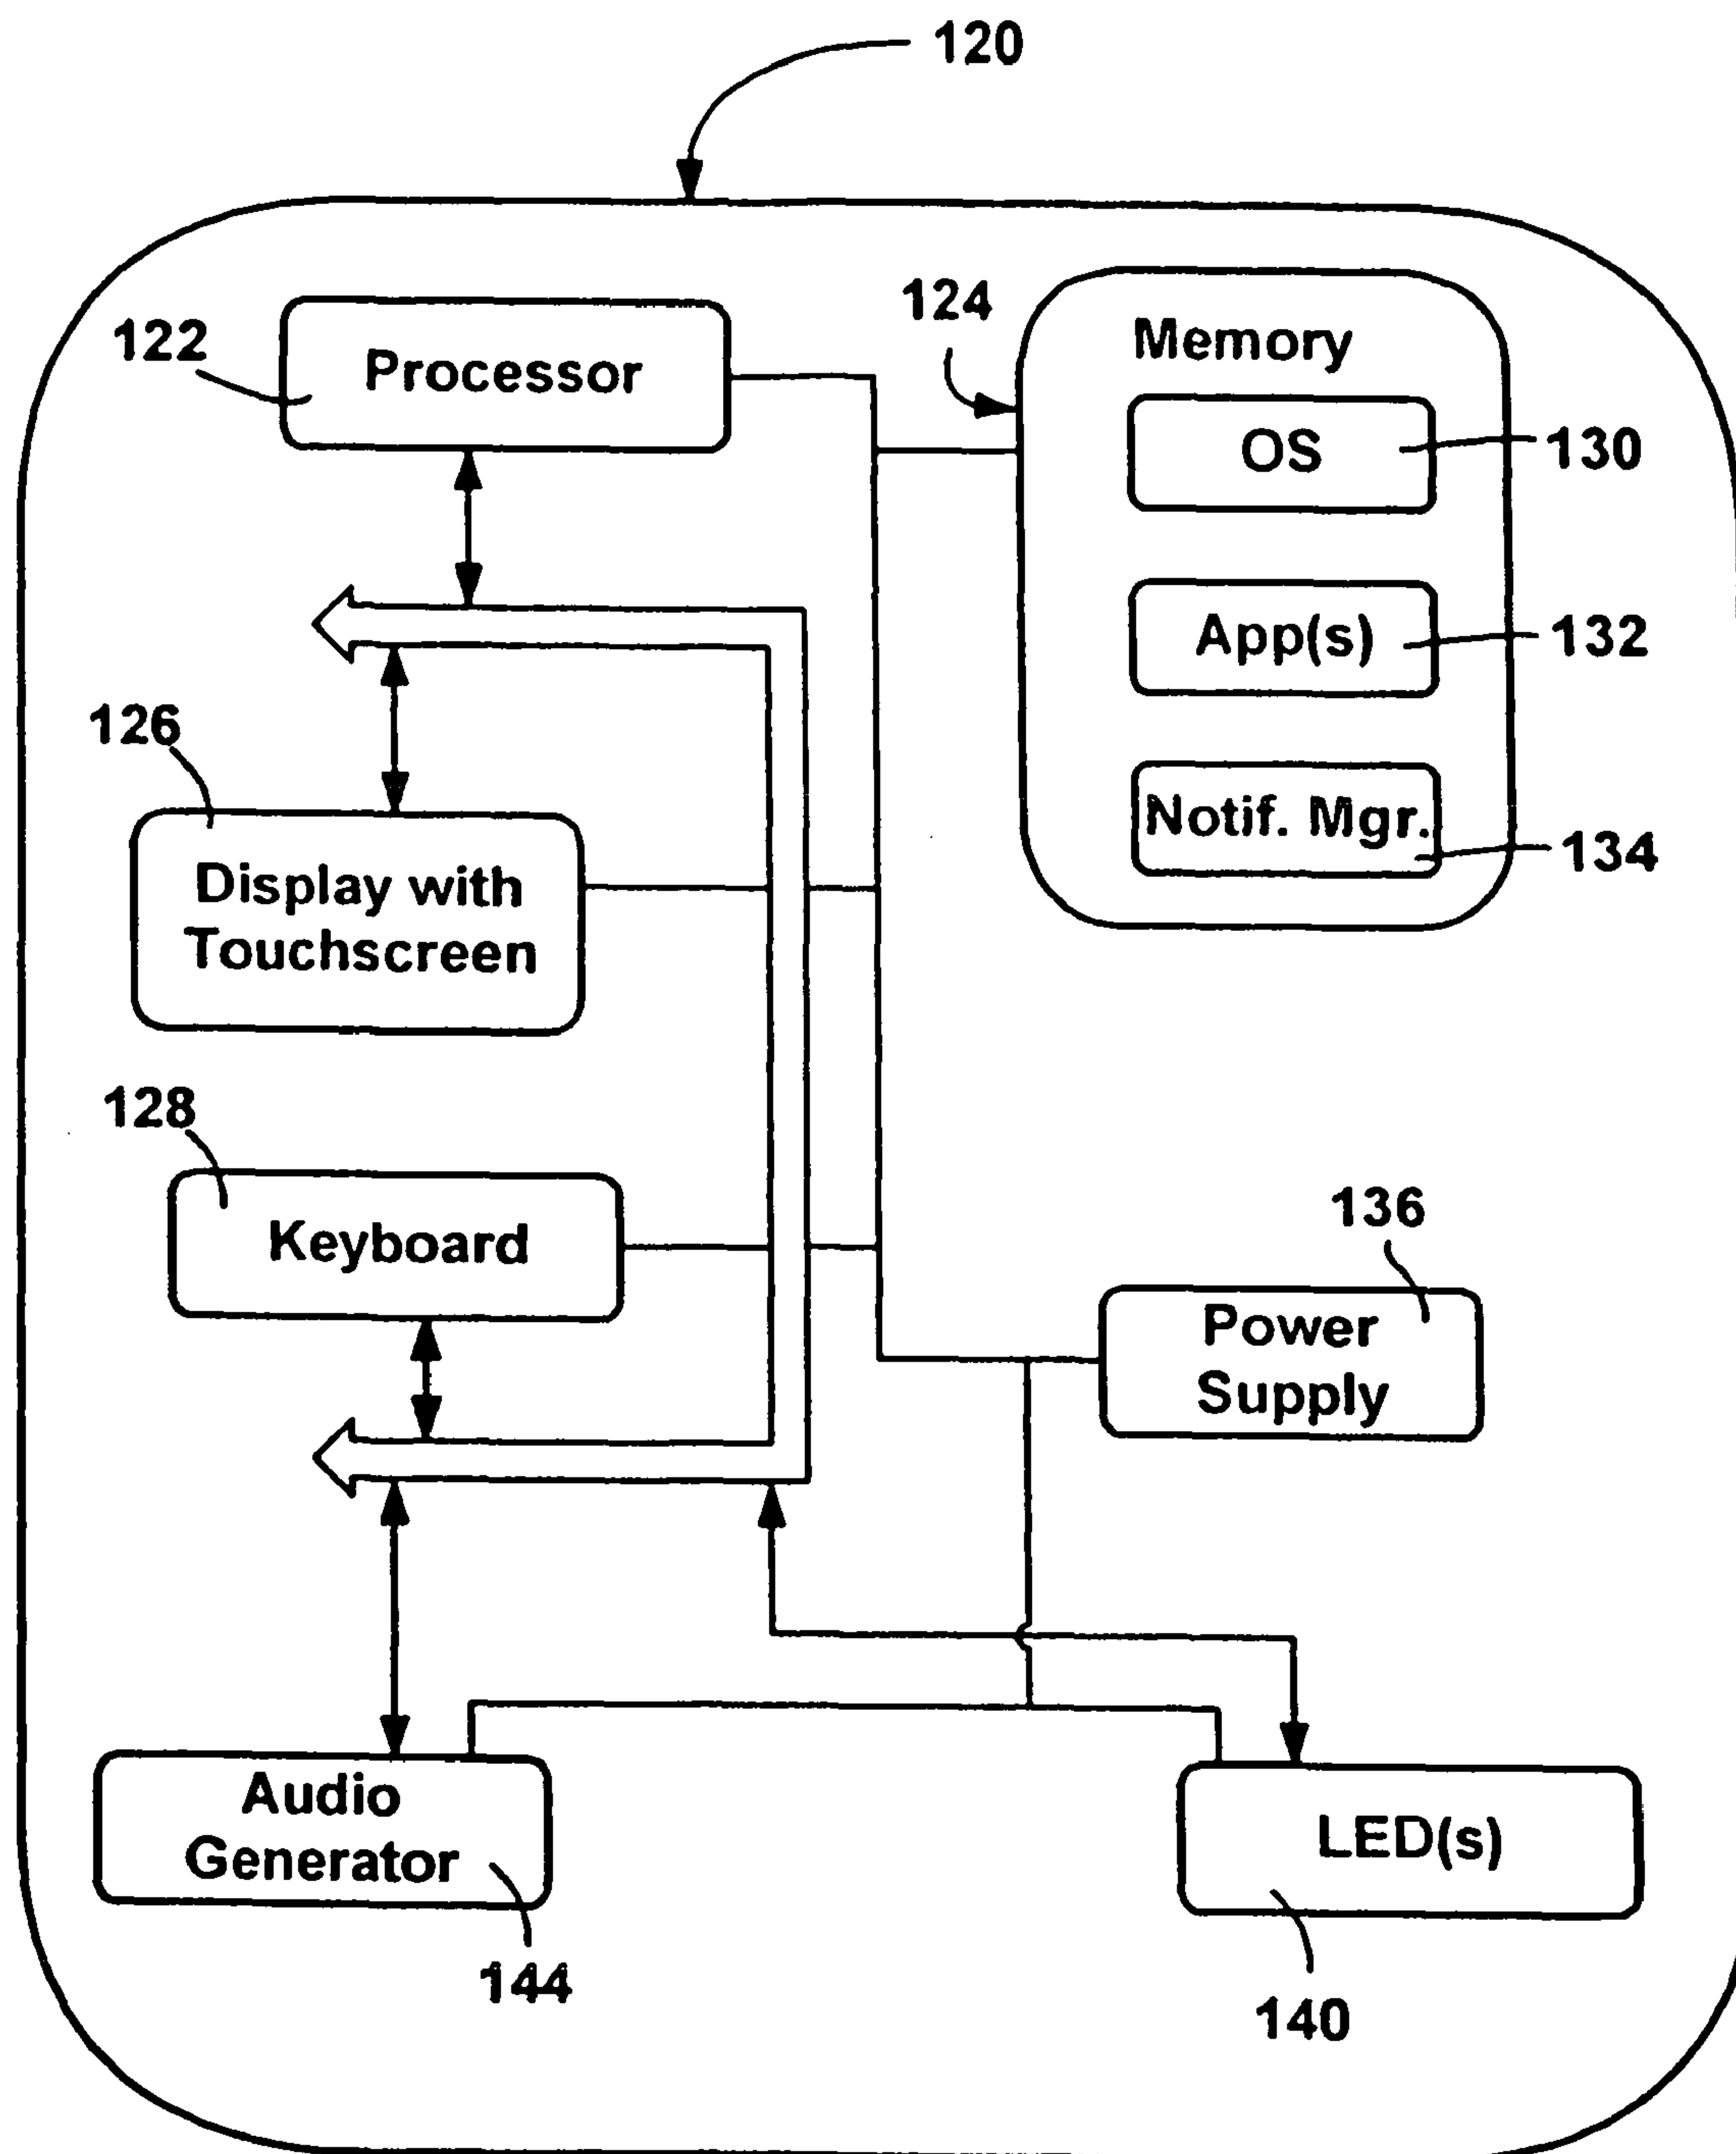 120
124
Memory
122
Processor
OS
130
App(s)
132
126
Notif. Mgr.
134
Display with
Touchscreen
128
Keyboard
136
Power
Supply
Audio
Generator
LED(s)
144
140